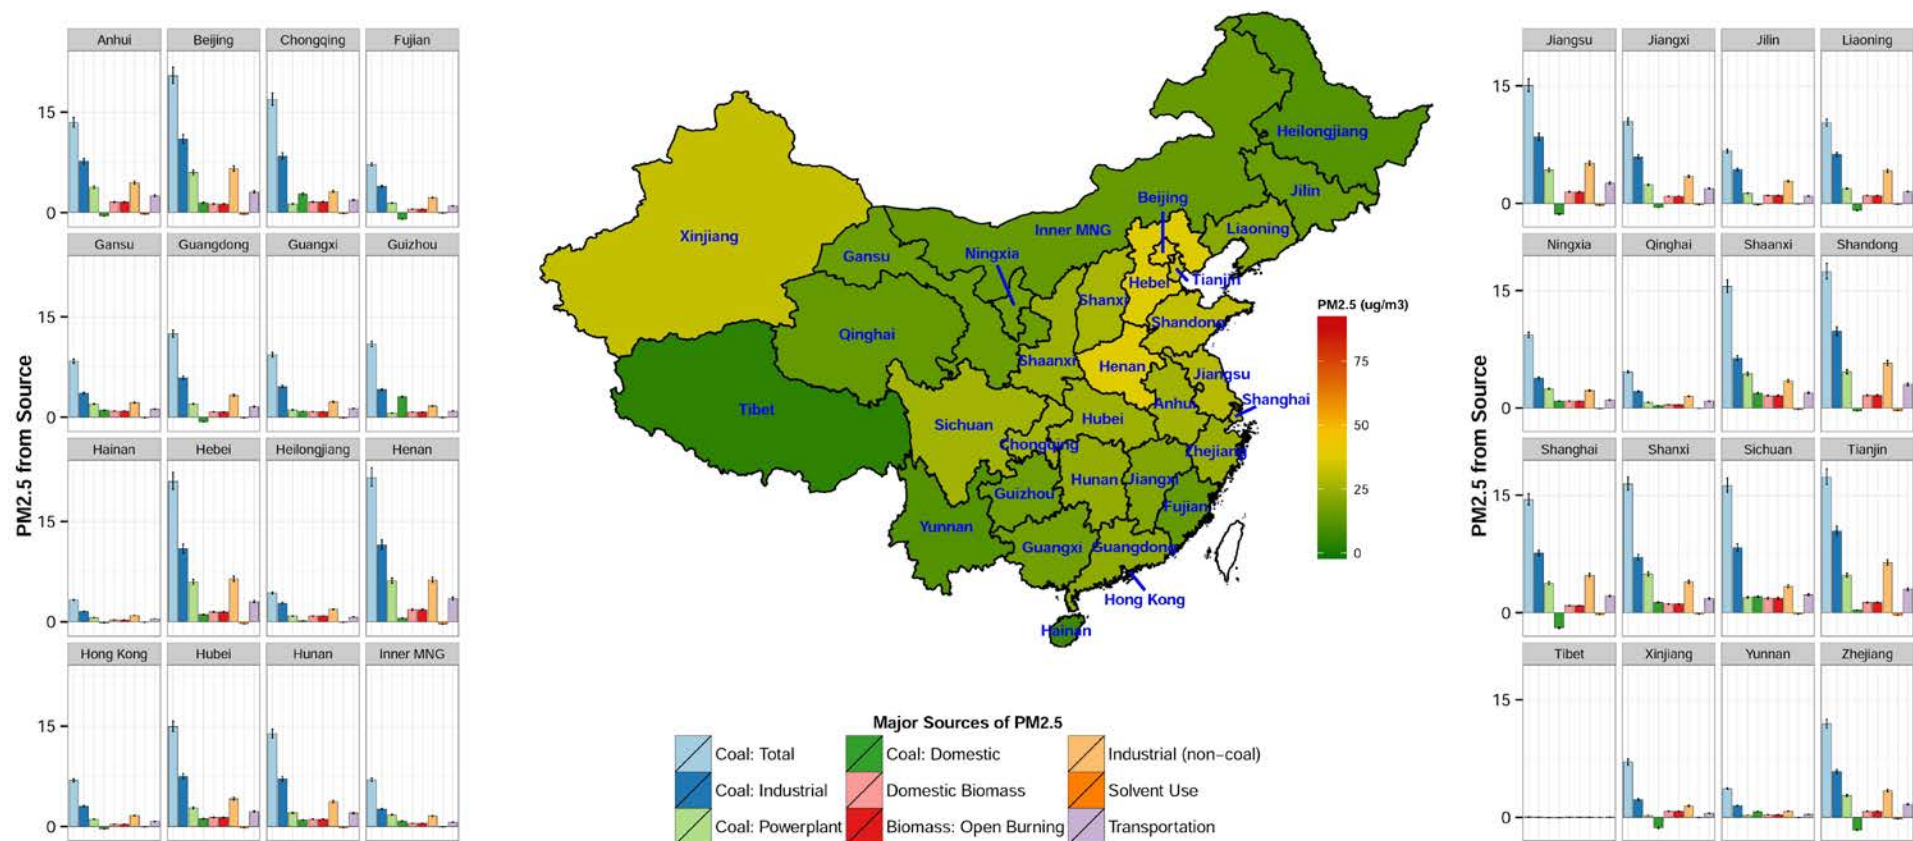 Anhui Beijing Chongqing Fujian
15
0
Gansu Guangdong Guangxi Guizhou
15
0
Hainan Hebei Heilongjiang Henan
15
0
Hong Kong Hubei Hunan Inner MNG
15
0
PM2.5 from Source
Heilongjiang
Jilin
Beijing
Liaoning
Inner MNG
Xinjiang
Ningxia
Gansu
Tianjin
Hebei
Shanxi
Shandong
Qinghai
Shaanxi
Henan
Jiangsu
Shanghai
Anhui
Tibet
Hubei
Sichuan
Chongqing
Zhejiang
Hunan
Jiangxi
Guizhou
Fujian
Yunnan
Guangxi
Guangdong
Hong Kong
Hainan
PM2.5 (ug/m3)
75
50
25
0
Major Sources of PM2.5
Coal: Total
Coal: Industrial
Coal: Powerplant
Coal: Domestic
Domestic Biomass
Biomass: Open Burning
Industrial (non-coal)
Solvent Use
Transportation
Jiangsu Jiangxi Jilin Liaoning
15
0
Ningxia Qinghai Shaanxi Shandong
15
0
Shanghai Shanxi Sichuan Tianjin
15
0
Tibet Xinjiang Yunnan Zhejiang
15
0
PM2.5 from Source